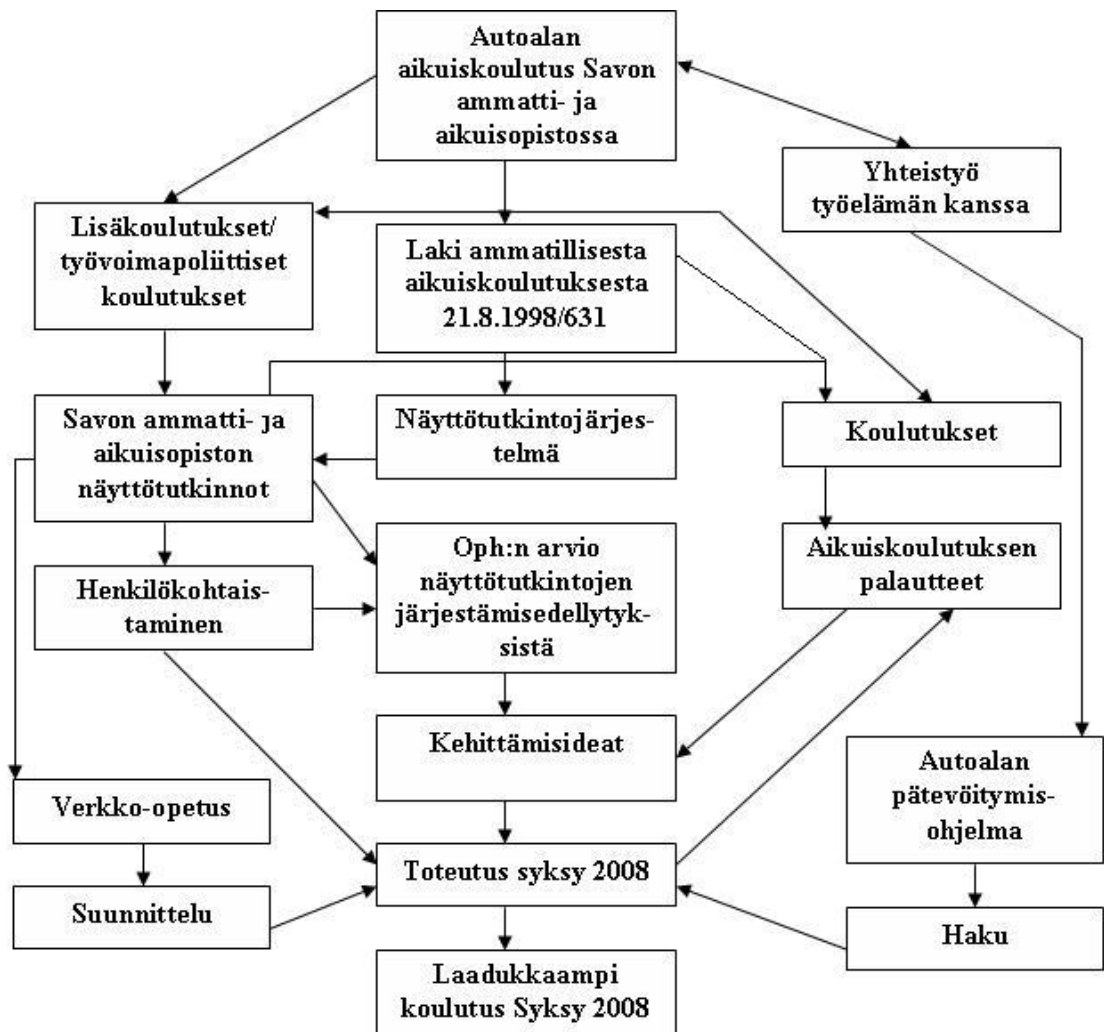 Autoalan
aikuiskoulutus Savon
ammatti- ja
aikuisopistossa
Yhteistyö
työelämän kanssa
Lisäkoulutukset/
työvoimapoliittiset
koulutukset
Laki ammatillisesta
aikuiskoulutuksesta
21.8.1998/631
Savon ammatti- ja
aikuisopiston
näyttötutkinnot
Näyttötutkintojärjes-
telmä
Koulutukset
Henkilökohtais-
taminen
Oph:n arvio
näyttötutkintojen
järjestämisedellytyk-
sistä
Aikuiskoulutuksen
palautteet
Kehittämisideat
Autoalan
pätevöitymis-
ohjelma
Verkko-opetus
Toteutus syksy 2008
Suunnittelu
Haku
Laadukkaampi
koulutus Syksy 2008